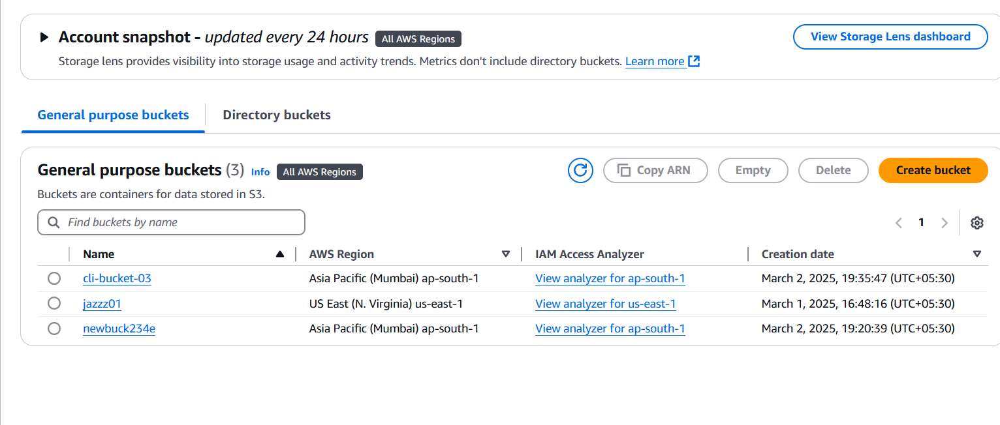 Account snapshot - updated every 24 hours All AWS Regions View Storage Lens dashboard
Storage lens provides visibility into storage usage and activity trends. Metrics don't include directory buckets. Learn more
General purpose buckets Directory buckets
General purpose buckets (3) Info All AWS Regions Copy ARN Empty Delete Create bucket
Buckets are containers for data stored in S3.
Find buckets by name 1
Name AWS Region IAM Access Analyzer Creation date
cli-bucket-03 Asia Pacific (Mumbai) ap-south-1 View analyzer for ap-south-1 March 2, 2025, 19:35:47 (UTC+05:30)
jazzz01 US East (N. Virginia) us-east-1 View analyzer for us-east-1 March 1, 2025, 16:48:16 (UTC+05:30)
newbuck234e Asia Pacific (Mumbai) ap-south-1 View analyzer for ap-south-1 March 2, 2025, 19:20:39 (UTC+05:30)